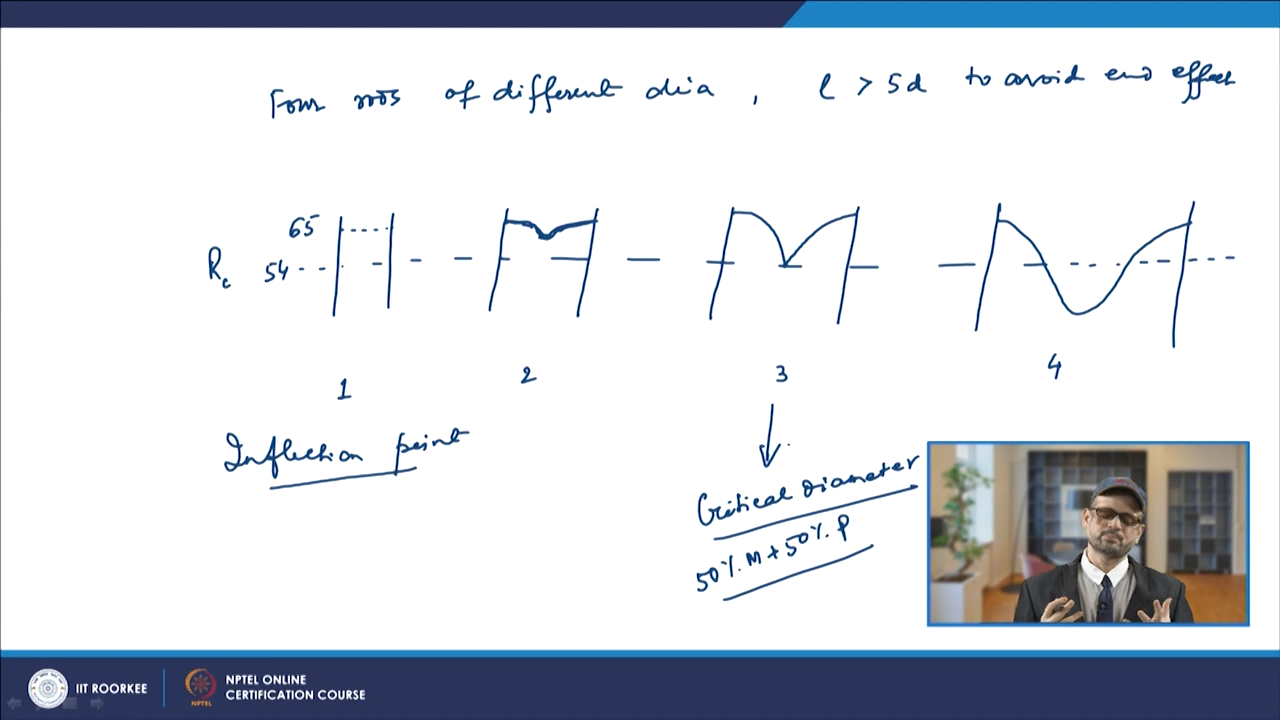 Four rods of different dia , l > 5d to avoid end effect
65
Rc 54
1 2 3 4
Inflection point
Critical Diameter
50%. M + 50%. P
IIT ROORKEE
NPTEL ONLINE
CERTIFICATION COURSE
NPTEL